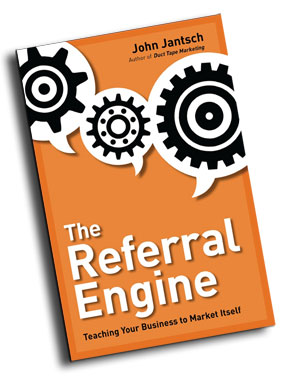 John Jantsch
Author of Duct Tape Marketing
The
Referral
Engine
Teaching Your Business to Market Itself